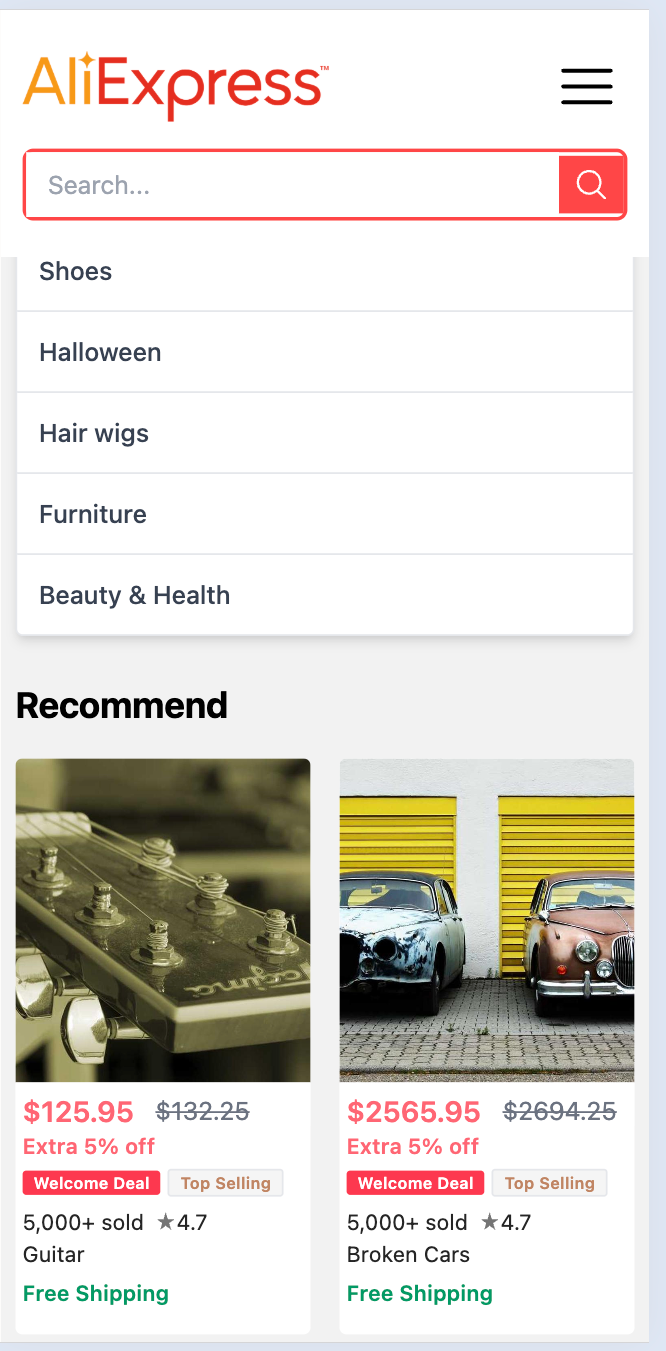 AliExpress™
Search...
Shoes
Halloween
Hair wigs
Furniture
Beauty & Health
Recommend
$125.95 $132.25
Extra 5% off
Welcome Deal Top Selling
5,000+ sold ★4.7
Guitar
Free Shipping
$2565.95 $2694.25
Extra 5% off
Welcome Deal Top Selling
5,000+ sold ★4.7
Broken Cars
Free Shipping